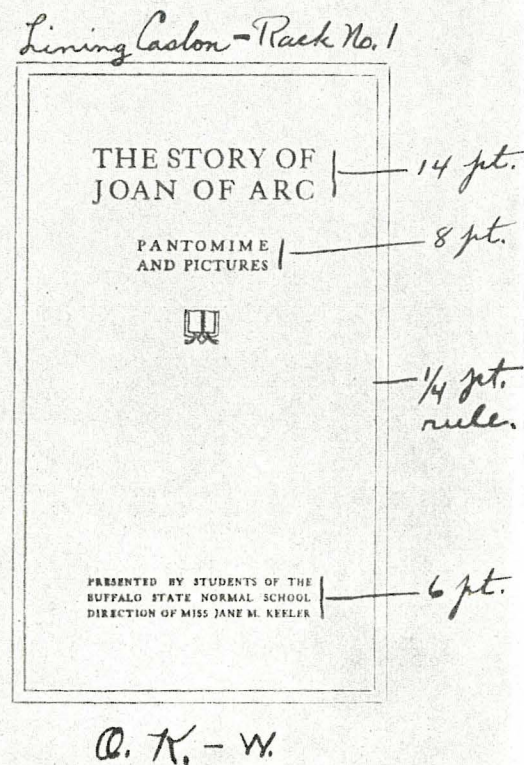 Lining Caslon - Rack No. 1
THE STORY OF
JOAN OF ARC
14 pt.
PANTOMIME
AND PICTURES
8 pt.
1/4 pt.
rule.
PRESENTED BY STUDENTS OF THE
BUFFALO STATE NORMAL SCHOOL
DIRECTION OF MISS JANE M. KEELER
6 pt.
O. K. - W.